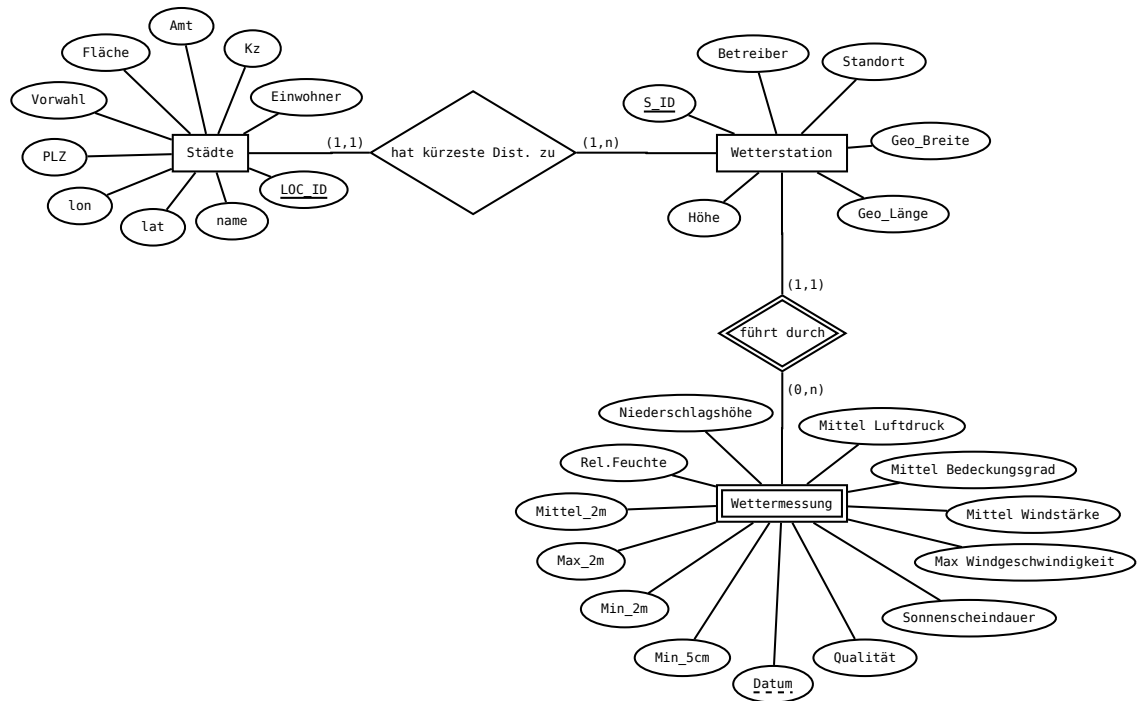 Amt
Fläche
Kz
Vorwahl
Einwohner
PLZ
Städte
lon
LOC_ID
lat
name
(1,1)
hat kürzeste Dist. zu
(1,n)
Betreiber
Standort
S_ID
Wetterstation
Geo_Breite
Höhe
Geo_Länge
(1,1)
führt durch
(0,n)
Niederschlagshöhe
Mittel Luftdruck
Rel.Feuchte
Mittel Bedeckungsgrad
Wettermessung
Mittel_2m
Mittel Windstärke
Max_2m
Max Windgeschwindigkeit
Min_2m
Sonnenscheindauer
Min_5cm
Qualität
Datum